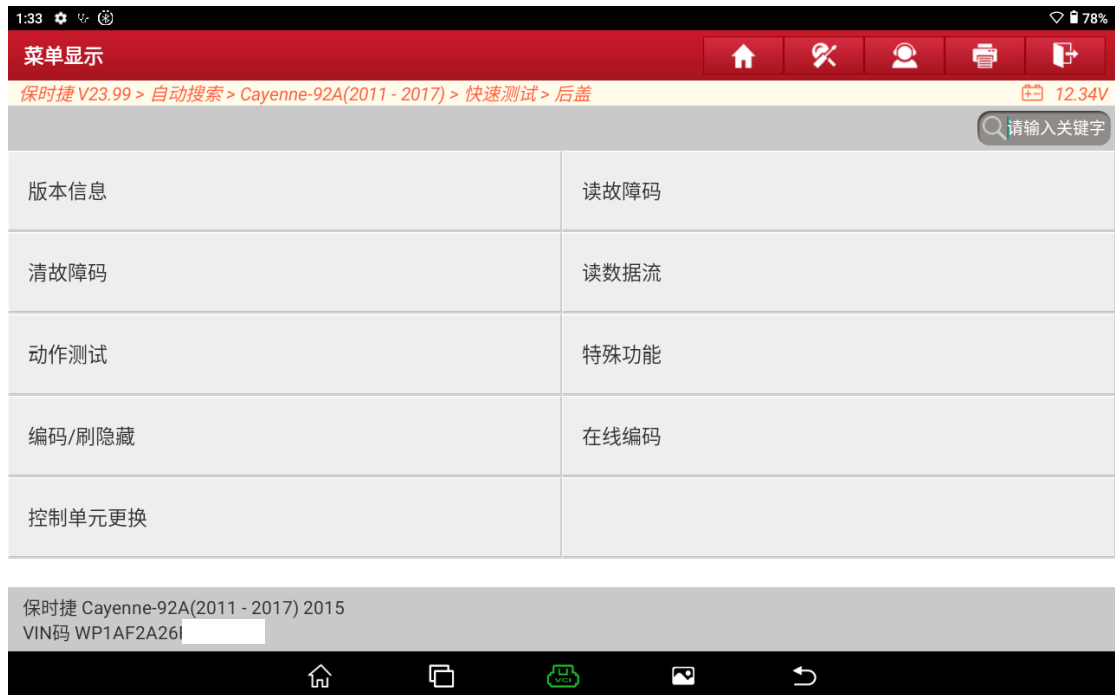 1:33 78%
菜单显示
保时捷 V23.99 > 自动搜索 > Cayenne-92A(2011 - 2017) > 快速测试 > 后盖 12.34V
请输入关键字
版本信息 读故障码
清故障码 读数据流
动作测试 特殊功能
编码/刷隐藏 在线编码
控制单元更换
保时捷 Cayenne-92A(2011 - 2017) 2015
VIN码 WP1AF2A26
VCI